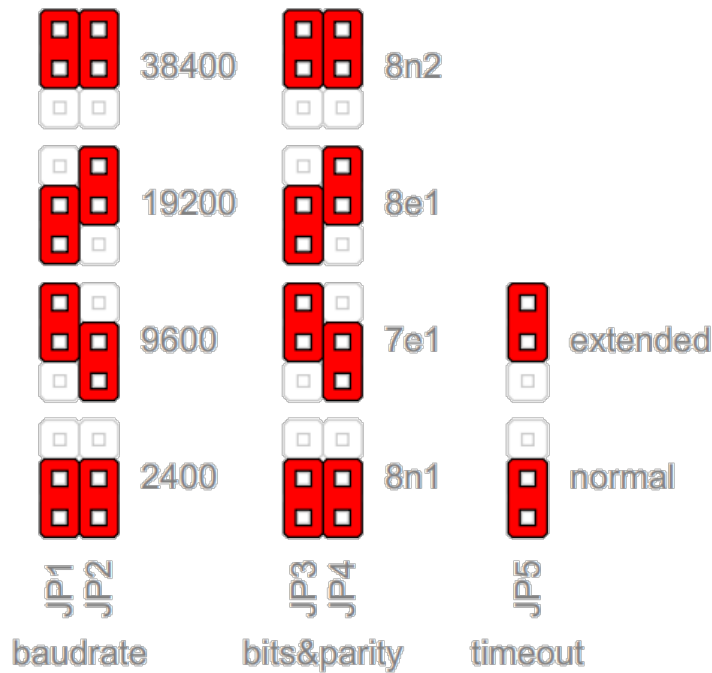 38400 8n2
19200 8e1
9600 7e1 extended
2400 8n1 normal
JP1 JP2 JP3 JP4 JP5
baudrate bits&parity timeout